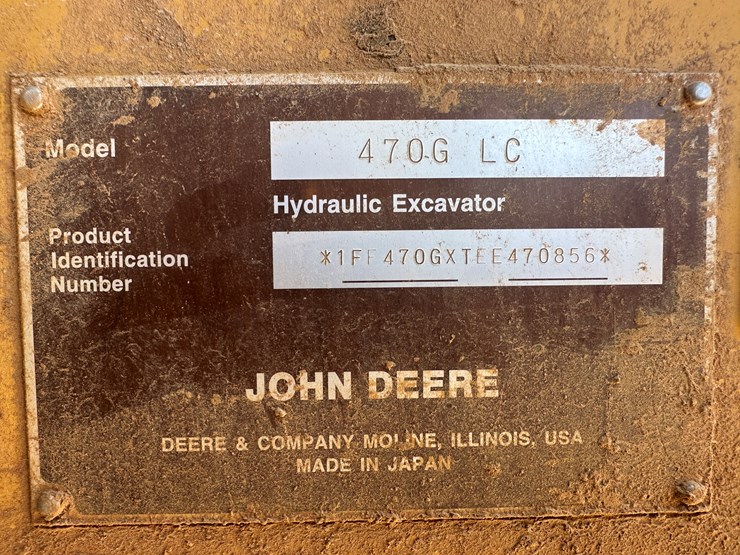 Model
470G LC
Hydraulic Excavator
Product
Identification
Number
*1FF470GXTEE470856*
JOHN DEERE
DEERE & COMPANY MOLINE, ILLINOIS, USA
MADE IN JAPAN